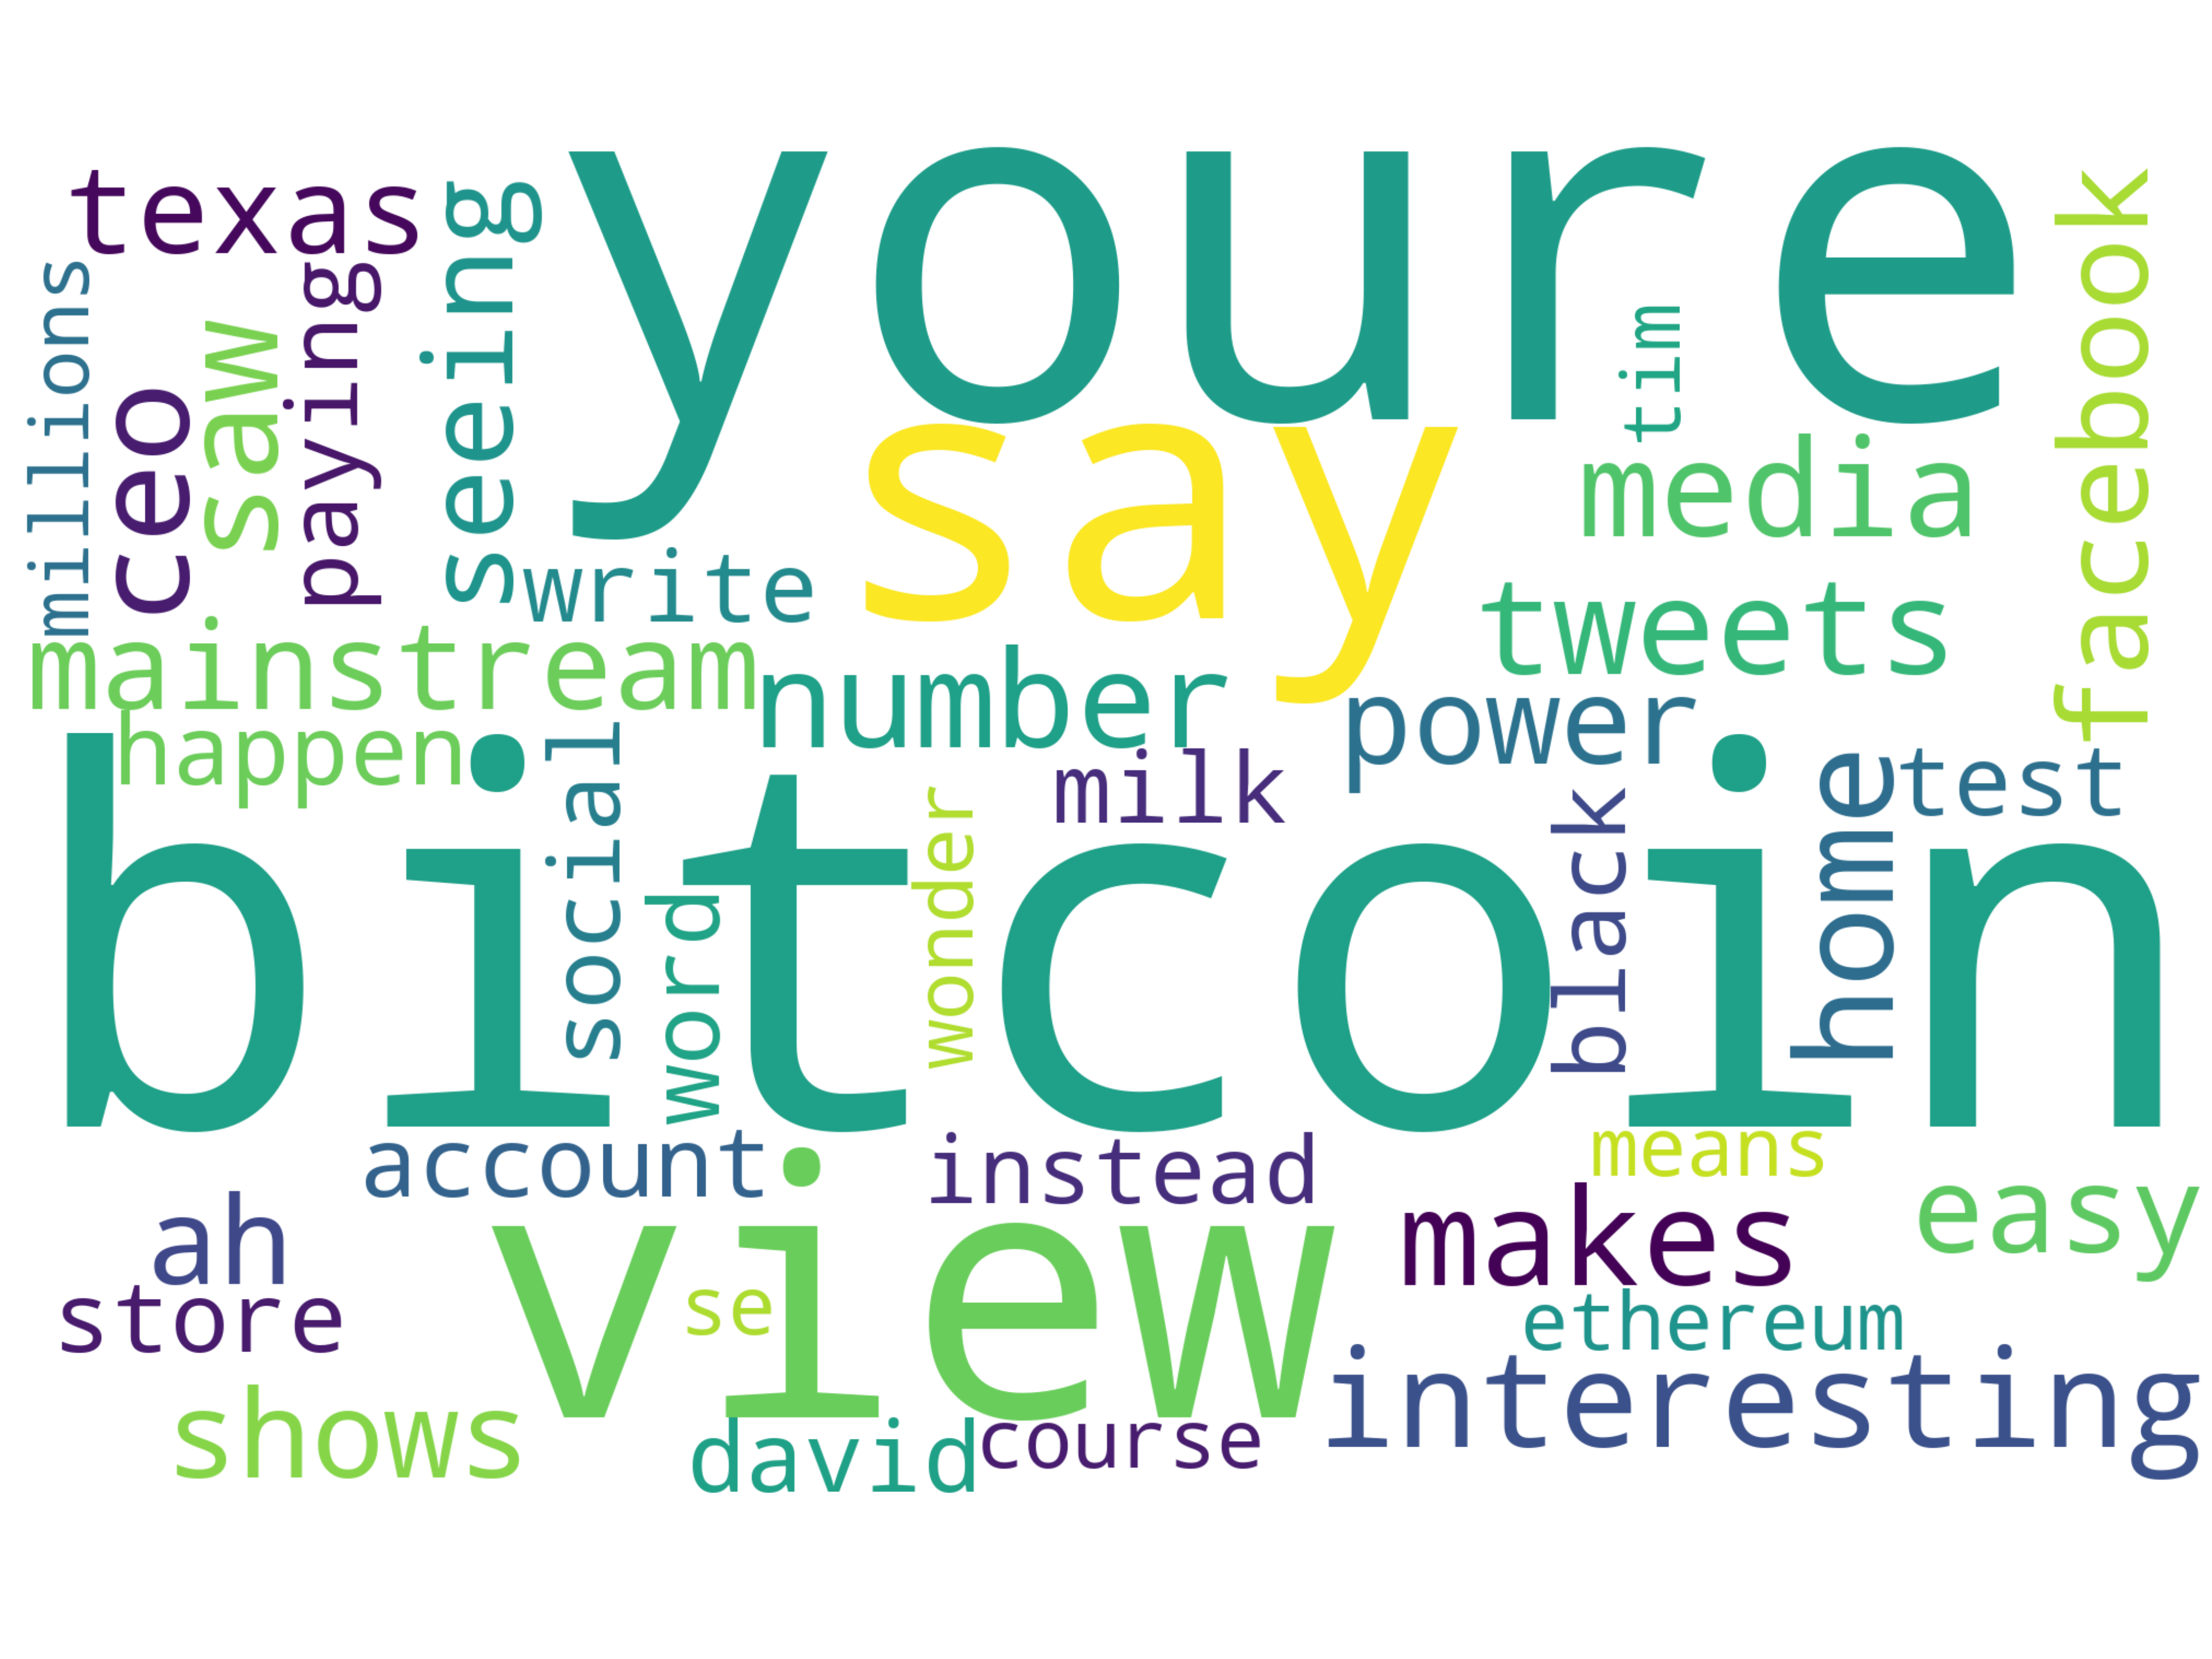 youre
texas
seeing
facebook
millions
saw
paying
ceo
tim
say
media
write
tweets
mainstream
number
power
happen
social
milk
test
home
wonder
black
bitcoin
word
account
instead
means
ah
view
makes
easy
store
se
ethereum
interesting
shows
david
course